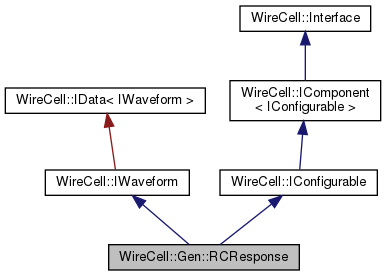 WireCell::Interface
WireCell::IData< IWaveform >
WireCell::IComponent
< IConfigurable >
WireCell::IWaveform
WireCell::IConfigurable
WireCell::Gen::RCResponse